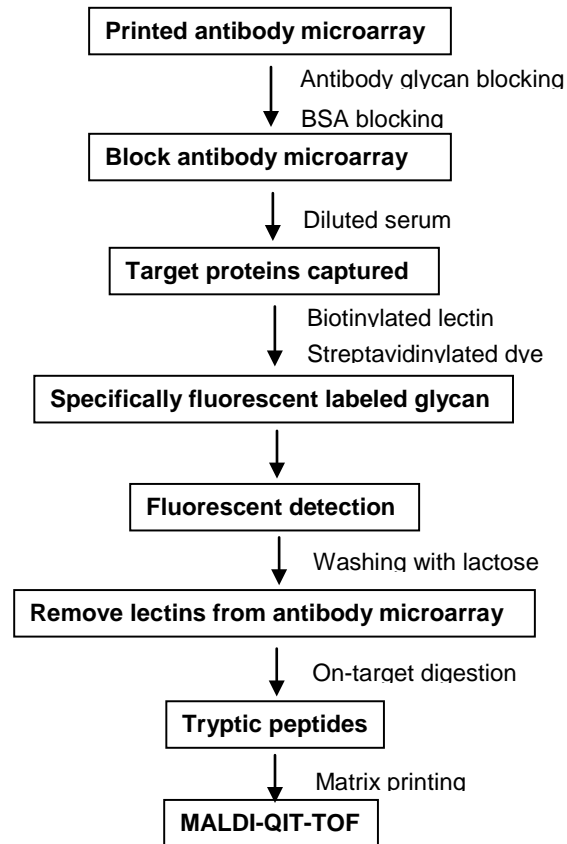 Printed antibody microarray
Antibody glycan blocking
BSA blocking
Block antibody microarray
Diluted serum
Target proteins captured
Biotinylated lectin
Streptavidinylated dye
Specifically fluorescent labeled glycan
Fluorescent detection
Washing with lactose
Remove lectins from antibody microarray
On-target digestion
Tryptic peptides
Matrix printing
MALDI-QIT-TOF